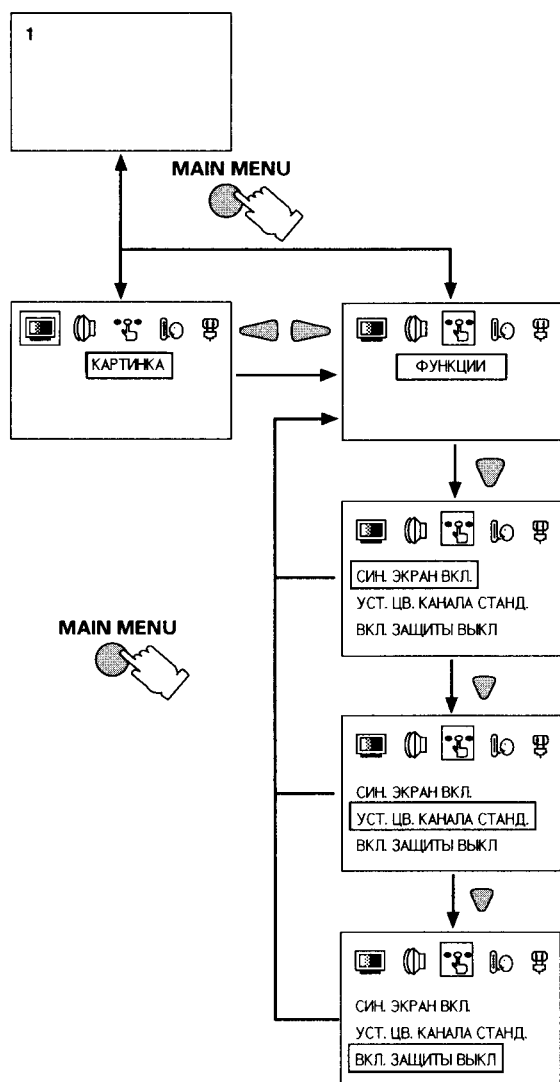 1
MAIN MENU
КАРТИНКА
ФУНКЦИИ
СИН. ЭКРАН ВКЛ.
УСТ. ЦВ. КАНАЛА СТАНД.
ВКЛ. ЗАЩИТЫ ВЫКЛ
MAIN MENU
СИН. ЭКРАН ВКЛ.
УСТ. ЦВ. КАНАЛА СТАНД.
ВКЛ. ЗАЩИТЫ ВЫКЛ
СИН. ЭКРАН ВКЛ.
УСТ. ЦВ. КАНАЛА СТАНД.
ВКЛ. ЗАЩИТЫ ВЫКЛ